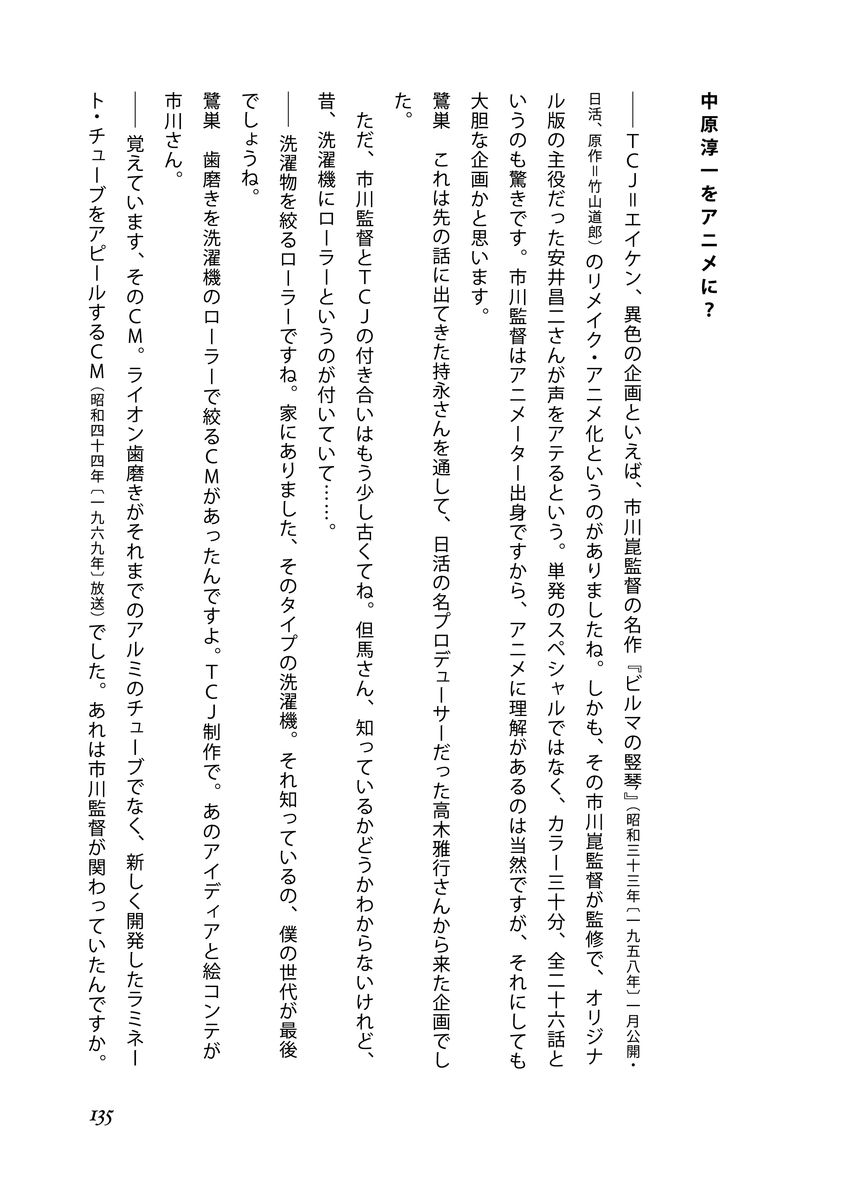 中原淳一をアニメに?
――ＴＣＪ＝エイケン、異色の企画といえば、市川崑監督の名作『ビルマの竪琴』(昭和三十三年〔一九五八年〕一月公開・
日活、原作＝竹山道郎)のリメイク・アニメ化というのがありましたね。しかも、その市川崑監督が監修で、オリジナ
ル版の主役だった安井昌二さんが声をアテるという。単発のスペシャルではなく、カラー三十分、全二十六話と
いうのも驚きです。市川監督はアニメーター出身ですから、アニメに理解があるのは当然ですが、それにしても
大胆な企画かと思います。
鷺巣　これは先の話に出てきた持永さんを通して、日活の名プロデューサーだった高木雅行さんから来た企画でし
た。
　ただ、市川監督とＴＣＪの付き合いはもう少し古くてね。但馬さん、知っているかどうかわからないけれど、
昔、洗濯機にローラーというのが付いていて……。
――洗濯物を絞るローラーですね。家にありました、そのタイプの洗濯機。それ知っているの、僕の世代が最後
でしょうね。
鷺巣　歯磨きを洗濯機のローラーで絞るＣＭがあったんですよ。ＴＣＪ制作で。あのアイディアと絵コンテが
市川さん。
――覚えています、そのＣＭ。ライオン歯磨きがそれまでのアルミのチューブでなく、新しく開発したラミネー
ト・チューブをアピールするＣＭ(昭和四十四年〔一九六九年〕放送)でした。あれは市川監督が関わっていたんですか。
135